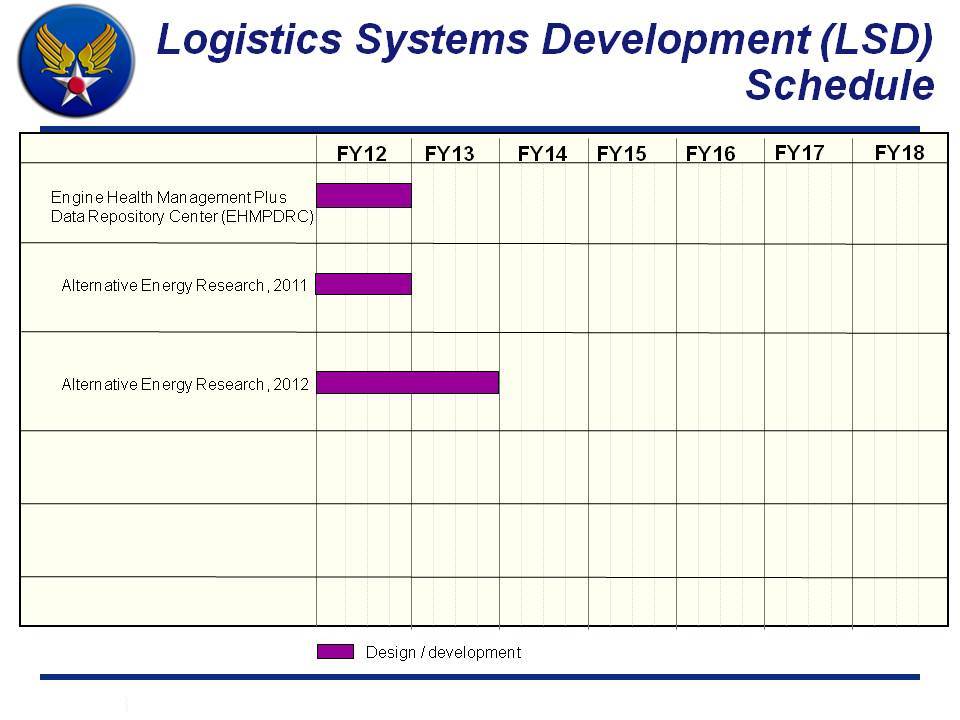 Logistics Systems Development (LSD)
Schedule
FY12 FY13 FY14 FY15 FY16 FY17 FY18
Engine Health Management Plus
Data Repository Center (EHMPDRC)
Alternative Energy Research, 2011
Alternative Energy Research, 2012
Design / development